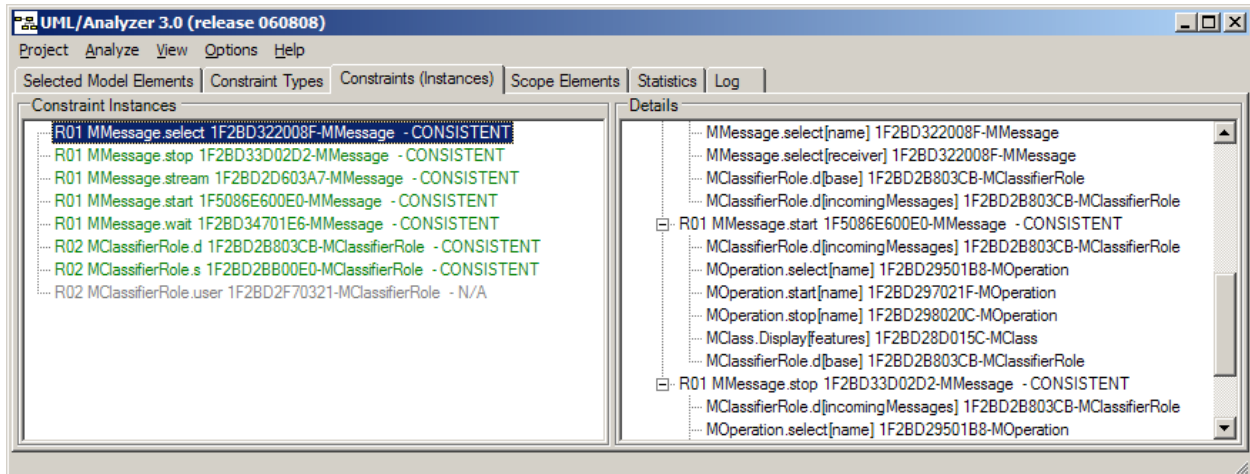 UML/Analyzer 3.0 (release 060808)
Project Analyze View Options Help
Selected Model Elements Constraint Types Constraints (Instances) Scope Elements Statistics Log
Constraint Instances
R01 MMessage.select 1F2BD322008F-MMessage - CONSISTENT
R01 MMessage.stop 1F2BD33D02D2-MMessage - CONSISTENT
R01 MMessage.stream 1F2BD2D603A7-MMessage - CONSISTENT
R01 MMessage.start 1F5086E600E0-MMessage - CONSISTENT
R01 MMessage.wait 1F2BD34701E6-MMessage - CONSISTENT
R02 MClassifierRole.d 1F2BD2B803CB-MClassifierRole - CONSISTENT
R02 MClassifierRole.s 1F2BD2BB00E0-MClassifierRole - CONSISTENT
R02 MClassifierRole.user 1F2BD2F70321-MClassifierRole - N/A
Details
MMessage.select[name] 1F2BD322008F-MMessage
MMessage.select[receiver] 1F2BD322008F-MMessage
MClassifierRole.d[base] 1F2BD2B803CB-MClassifierRole
MClassifierRole.d[incomingMessages] 1F2BD2B803CB-MClassifierRole
R01 MMessage.start 1F5086E600E0-MMessage - CONSISTENT
MClassifierRole.d[incomingMessages] 1F2BD2B803CB-MClassifierRole
MOperation.select[name] 1F2BD29501B8-MOperation
MOperation.start[name] 1F2BD297021F-MOperation
MOperation.stop[name] 1F2BD298020C-MOperation
MClass.Display[features] 1F2BD28D015C-MClass
MClassifierRole.d[base] 1F2BD2B803CB-MClassifierRole
R01 MMessage.stop 1F2BD33D02D2-MMessage - CONSISTENT
MClassifierRole.d[incomingMessages] 1F2BD2B803CB-MClassifierRole
MOperation.select[name] 1F2BD29501B8-MOperation